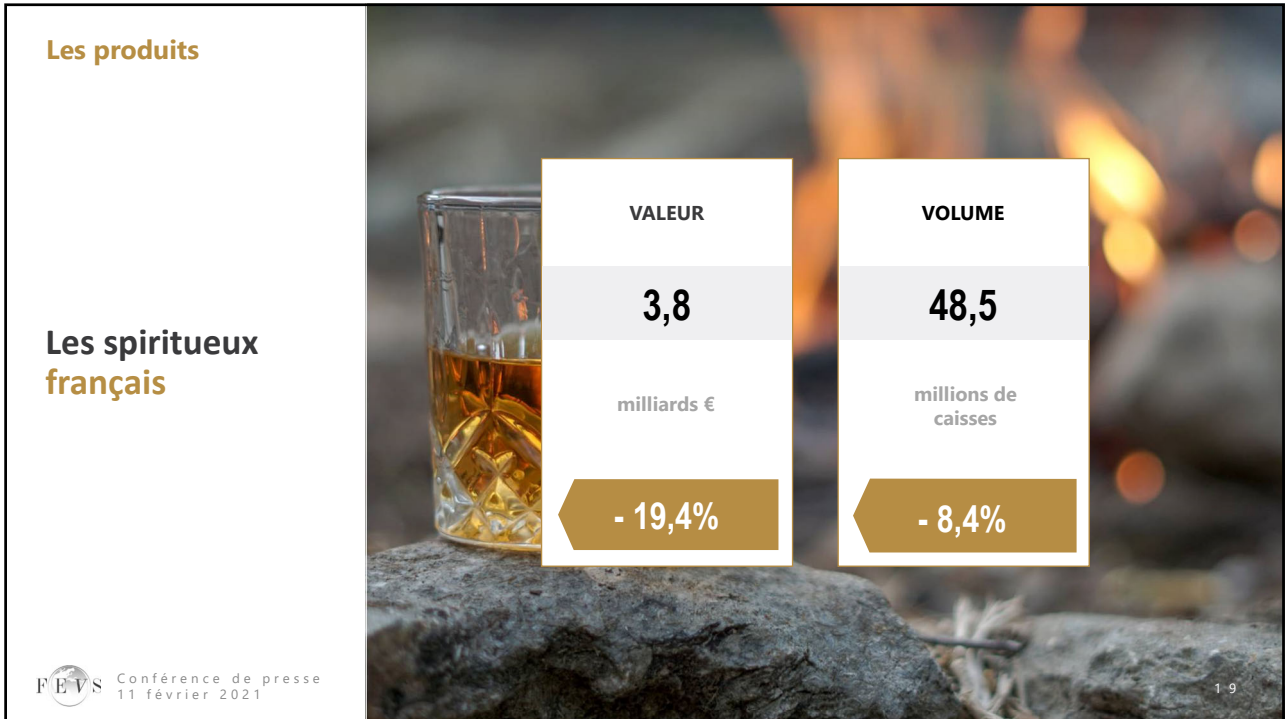 Les produits
Les spiritueux
français
VALEUR
3,8
milliards €
- 19,4%
VOLUME
48,5
millions de
caisses
- 8,4%
FEVS
Conférence de presse
11 février 2021
19